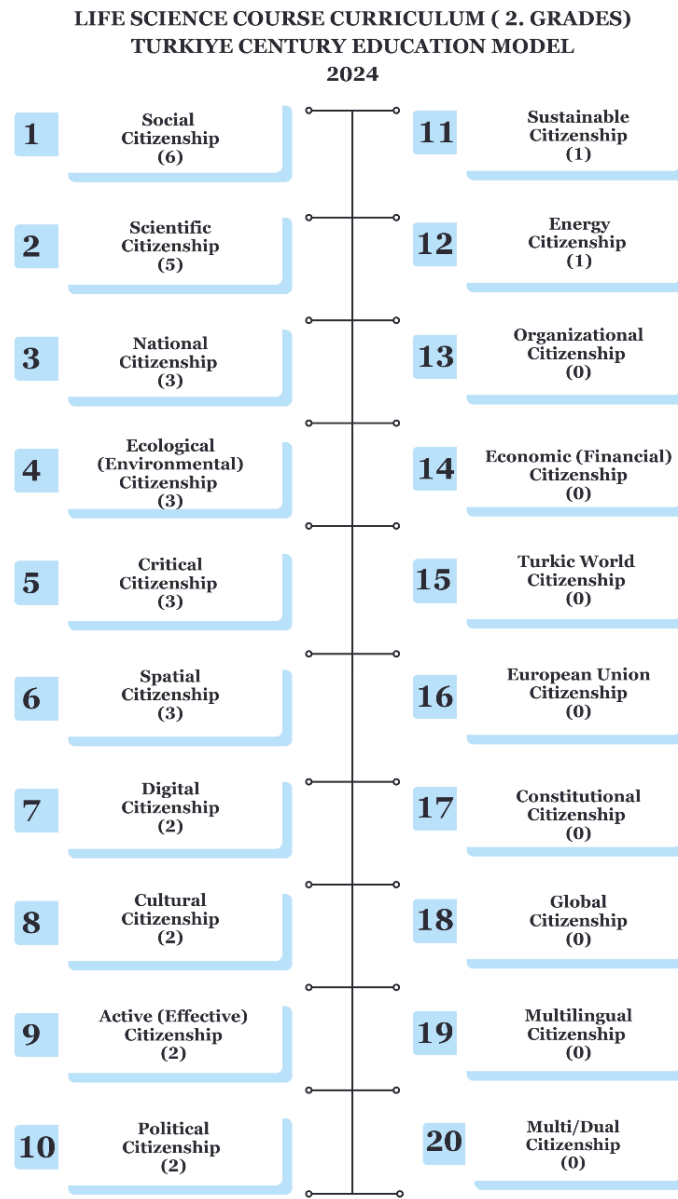 LIFE SCIENCE COURSE CURRICULUM ( 2. GRADES)
TURKIYE CENTURY EDUCATION MODEL
2024
1
Social
Citizenship
(6)
2
Scientific
Citizenship
(5)
3
National
Citizenship
(3)
4
Ecological
(Environmental)
Citizenship
(3)
5
Critical
Citizenship
(3)
6
Spatial
Citizenship
(3)
7
Digital
Citizenship
(2)
8
Cultural
Citizenship
(2)
9
Active (Effective)
Citizenship
(2)
10
Political
Citizenship
(2)
11
Sustainable
Citizenship
(1)
12
Energy
Citizenship
(1)
13
Organizational
Citizenship
(0)
14
Economic (Financial)
Citizenship
(0)
15
Turkic World
Citizenship
(0)
16
European Union
Citizenship
(0)
17
Constitutional
Citizenship
(0)
18
Global
Citizenship
(0)
19
Multilingual
Citizenship
(0)
20
Multi/Dual
Citizenship
(0)